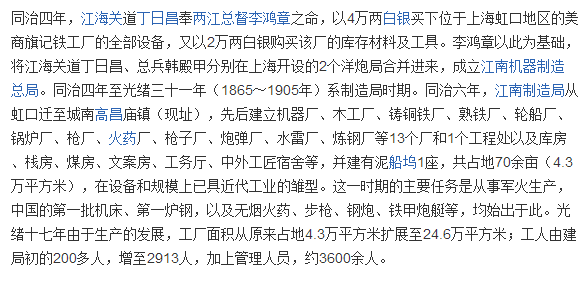 同治四年，江海关道丁日昌奉两江总督李鸿章之命，以4万两白银买下位于上海虹口地区的美
商旗记铁工厂的全部设备，又以2万两白银购买该厂的库存材料及工具。李鸿章以此为基础，
将江海关道丁日昌、总兵韩殿甲分别在上海开设的2个洋炮局合并进来，成立江南机器制造
总局。同治四年至光绪三十一年（1865～1905年）系制造局时期。同治六年，江南制造局从
虹口迁至城南高昌庙镇（现址），先后建立机器厂、木工厂、铸铜铁厂、熟铁厂、轮船厂、
锅炉厂、枪厂、火药厂、枪子厂、炮弹厂、水雷厂、炼钢厂等13个厂和1个工程处以及库房
、栈房、煤房、文案房、工务厅、中外工匠宿舍等，并建有泥船坞1座，共占地70余亩（4.3
万平方米），在设备和规模上已具近代工业的雏型。这一时期的主要任务是从事军火生产，
中国的第一批机床、第一炉钢，以及无烟火药、步枪、钢炮、铁甲炮艇等，均始出于此。光
绪十七年由于生产的发展，工厂面积从原来占地4.3万平方米扩展至24.6万平方米；工人由建
局初的200多人，增至2913人，加上管理人员，约3600余人。